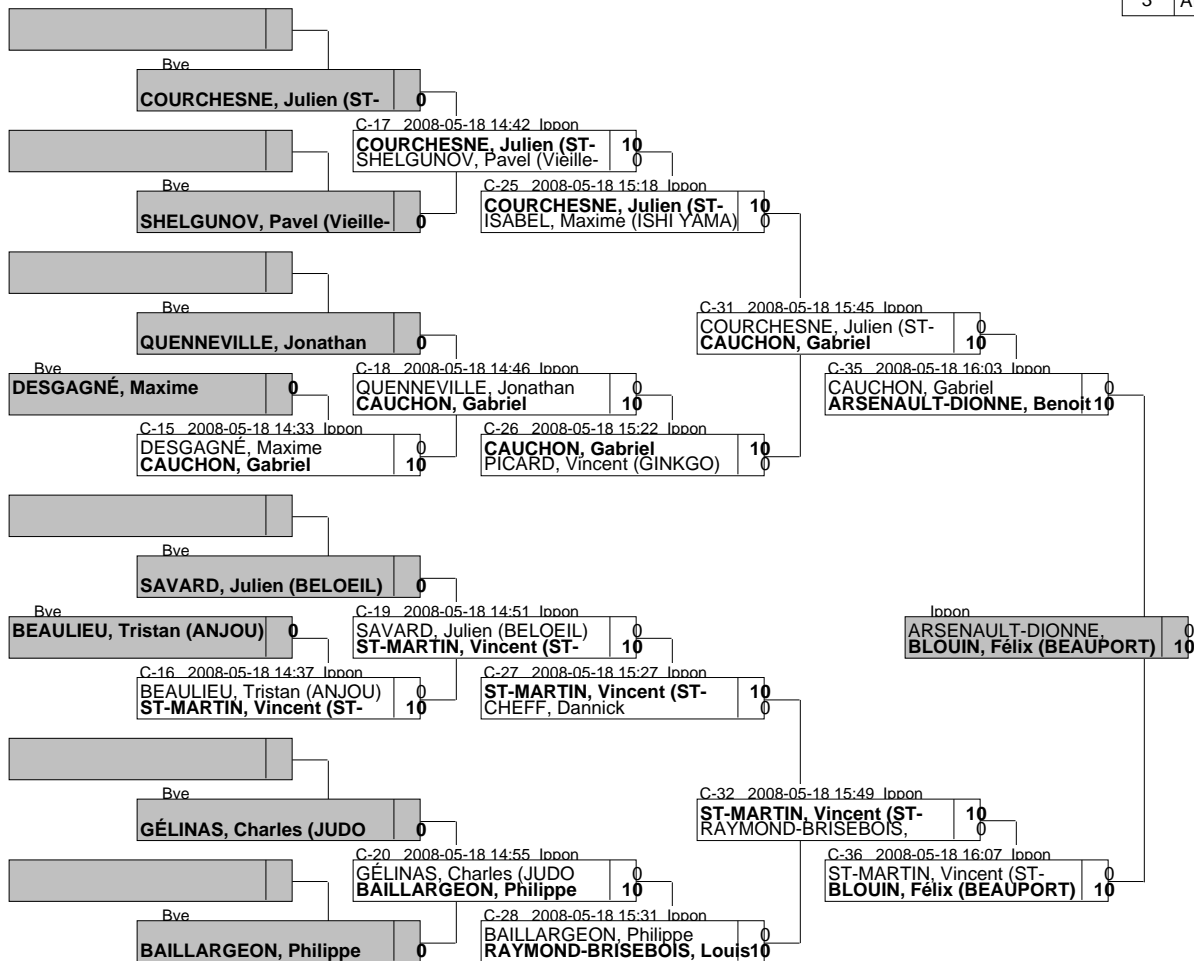 3 A
Bye
COURCHESNE, Julien (ST- 0
C-17 2008-05-18 14:42 Ippon
COURCHESNE, Julien (ST- 10
SHELGUNOV, Pavel (Vieille- 0
Bye
SHELGUNOV, Pavel (Vieille- 0
C-25 2008-05-18 15:18 Ippon
COURCHESNE, Julien (ST- 10
ISABEL, Maxime (ISHI YAMA) 0
Bye
QUENNEVILLE, Jonathan 0
C-31 2008-05-18 15:45 Ippon
COURCHESNE, Julien (ST- 0
CAUCHON, Gabriel 10
Bye
DESGAGNÉ, Maxime 0
C-18 2008-05-18 14:46 Ippon
QUENNEVILLE, Jonathan 0
CAUCHON, Gabriel 10
C-35 2008-05-18 16:03 Ippon
CAUCHON, Gabriel 0
ARSENAULT-DIONNE, Benoit 10
C-15 2008-05-18 14:33 Ippon
DESGAGNÉ, Maxime 0
CAUCHON, Gabriel 10
C-26 2008-05-18 15:22 Ippon
CAUCHON, Gabriel 10
PICARD, Vincent (GINKGO) 0
Bye
SAVARD, Julien (BELOEIL) 0
Bye
BEAULIEU, Tristan (ANJOU) 0
C-19 2008-05-18 14:51 Ippon
SAVARD, Julien (BELOEIL) 0
ST-MARTIN, Vincent (ST- 10
Ippon
ARSENAULT-DIONNE, 0
BLOUIN, Félix (BEAUPORT) 10
C-16 2008-05-18 14:37 Ippon
BEAULIEU, Tristan (ANJOU) 0
ST-MARTIN, Vincent (ST- 10
C-27 2008-05-18 15:27 Ippon
ST-MARTIN, Vincent (ST- 10
CHEFF, Dannick 0
Bye
GÉLINAS, Charles (JUDO 0
C-32 2008-05-18 15:49 Ippon
ST-MARTIN, Vincent (ST- 10
RAYMOND-BRISEBOIS, 0
C-20 2008-05-18 14:55 Ippon
GÉLINAS, Charles (JUDO 0
BAILLARGEON, Philippe 10
C-36 2008-05-18 16:07 Ippon
ST-MARTIN, Vincent (ST- 0
BLOUIN, Félix (BEAUPORT) 10
Bye
BAILLARGEON, Philippe 0
C-28 2008-05-18 15:31 Ippon
BAILLARGEON, Philippe 0
RAYMOND-BRISEBOIS, Louis 10